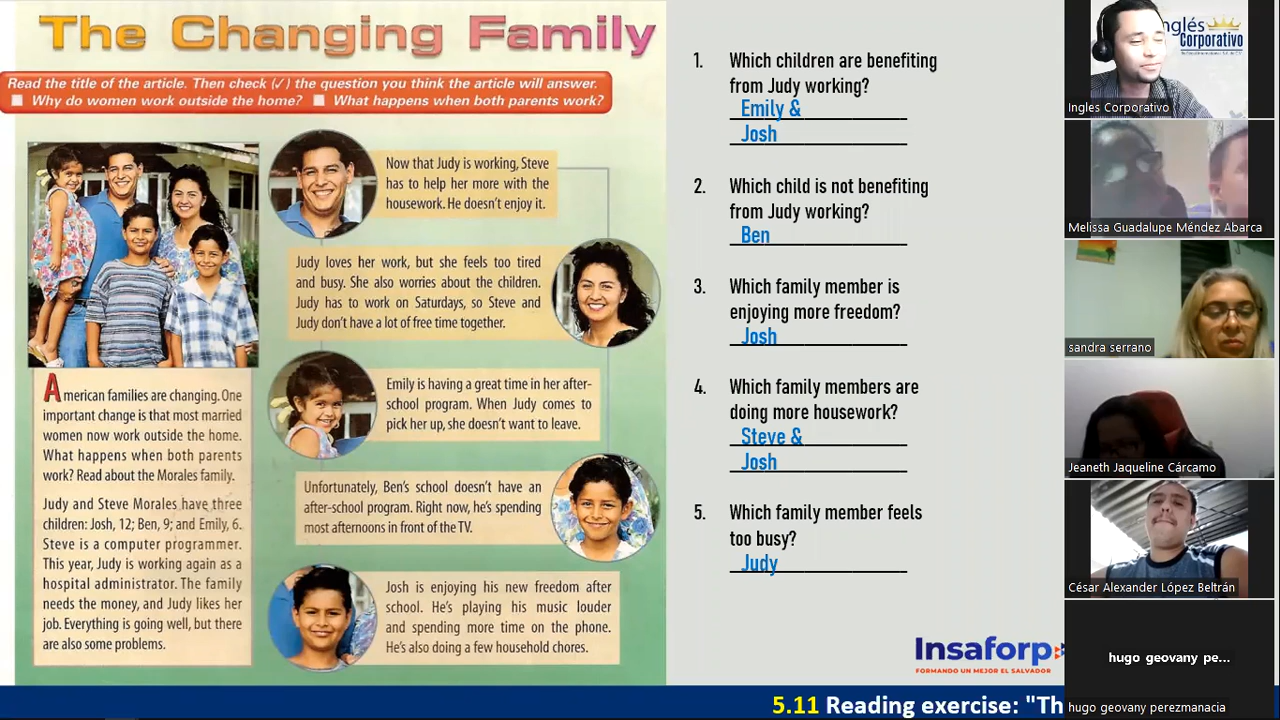 The Changing Family
Read the title of the article. Then check (✓) the question you think the article will answer.
Why do women work outside the home? What happens when both parents work?
American families are changing. One
important change is that most married
women now work outside the home.
What happens when both parents
work? Read about the Morales family.
Judy and Steve Morales have three
children: Josh, 12; Ben, 9; and Emily, 6.
Steve is a computer programmer.
This year, Judy is working again as a
hospital administrator. The family
needs the money, and Judy likes her
job. Everything is going well, but there
are also some problems.
Now that Judy is working, Steve
has to help her more with the
housework. He doesn't enjoy it.
Judy loves her work, but she feels too tired
and busy. She also worries about the children.
Judy has to work on Saturdays, so Steve and
Judy don't have a lot of free time together.
Emily is having a great time in her after-
school program. When Judy comes to
pick her up, she doesn't want to leave.
Unfortunately, Ben's school doesn't have an
after-school program. Right now, he's spending
most afternoons in front of the TV.
Josh is enjoying his new freedom after
school. He's playing his music louder
and spending more time on the phone.
He's also doing a few household chores.
1. Which children are benefiting
from Judy working?
Emily &
Josh
2. Which child is not benefiting
from Judy working?
Ben
3. Which family member is
enjoying more freedom?
Josh
4. Which family members are
doing more housework?
Steve &
Josh
5. Which family member feels
too busy?
Judy
Insaforp
FORMANDO UN MEJOR EL SALVADOR
5.11 Reading exercise: "Th
Inglés
Corporativo
Ingles Corporativo
Melissa Guadalupe Méndez Abarca
sandra serrano
Jeaneth Jaqueline Cárcamo
César Alexander López Beltrán
hugo geovany pe...
hugo geovany perezmanacia